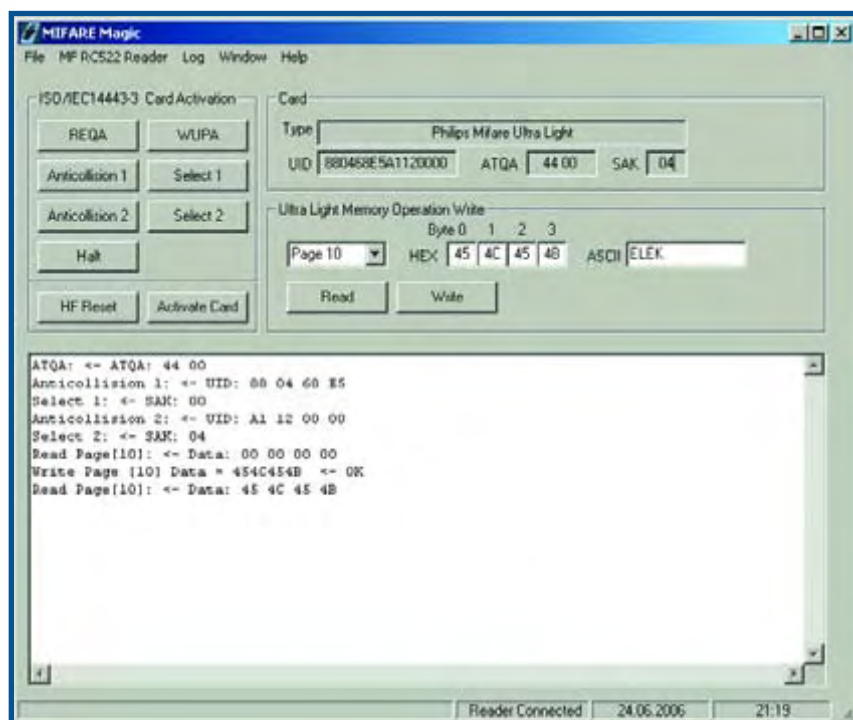 MIFARE Magic
File MF RC522 Reader Log Window Help
ISO/IEC14443-3 Card Activation
REQA WUPA
Anticollision 1 Select 1
Anticollision 2 Select 2
Halt
HF Reset Activate Card
Card
Type Philips Mifare Ultra Light
UID 880468E5A1120000 ATQA 44 00 SAK 04
Ultra Light Memory Operation Write
Byte 0 1 2 3
Page 10 HEX 45 4C 45 4B ASCII ELEK
Read Write
ATQA: <- ATQA: 44 00
Anticollision 1: <- UID: 88 04 68 E5
Select 1: <- SAK: 00
Anticollision 2: <- UID: A1 12 00 00
Select 2: <- SAK: 04
Read Page[10]: <- Data: 00 00 00 00
Write Page [10] Data = 454C454B <- OK
Read Page[10]: <- Data: 45 4C 45 4B
Reader Connected 24.06.2006 21:19